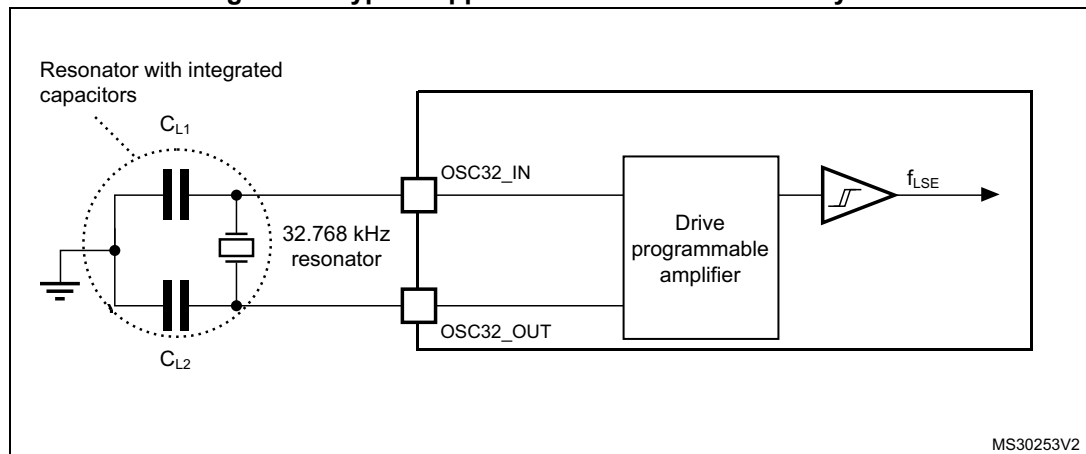 Resonator with integrated
capacitors
CL1
OSC32_IN
fLSE
32.768 kHz
resonator
Drive
programmable
amplifier
OSC32_OUT
CL2
MS30253V2